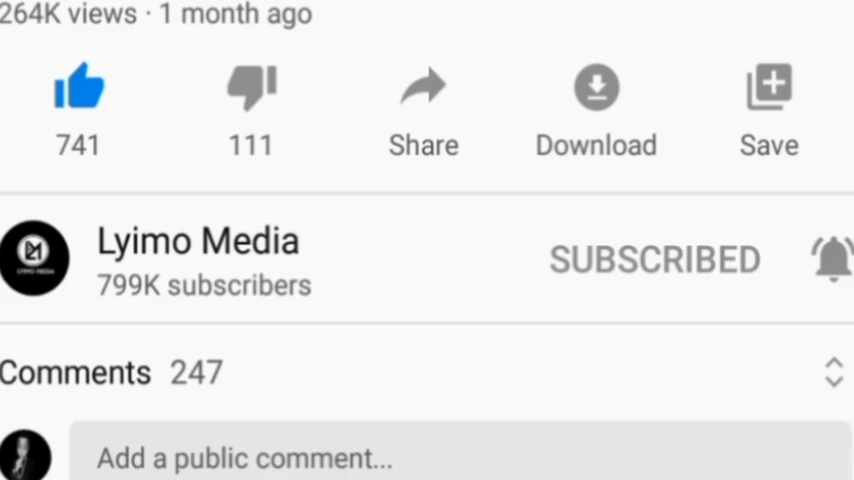 264K views · 1 month ago
741 111 Share Download Save
Lyimo Media
799K subscribers
SUBSCRIBED
Comments 247
Add a public comment...